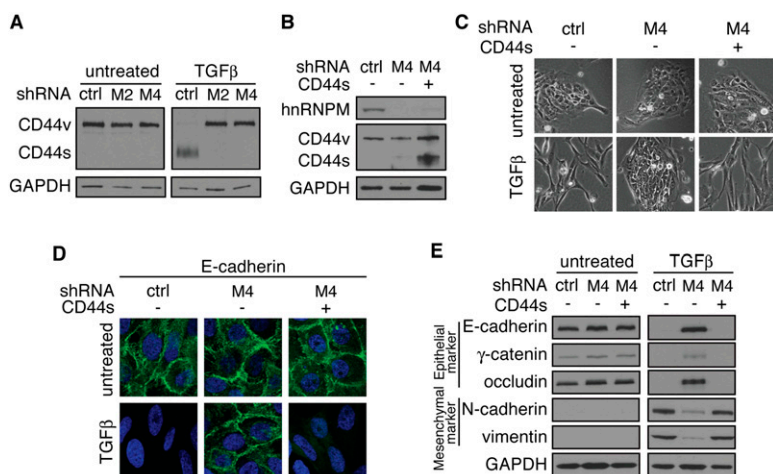 A
untreated TGFβ
shRNA ctrl M2 M4 ctrl M2 M4
CD44v
CD44s
GAPDH
B
shRNA ctrl M4 M4
CD44s - - +
hnRNPM
CD44v
CD44s
GAPDH
C
shRNA ctrl M4 M4
CD44s - - +
untreated
TGFβ
D
E-cadherin
shRNA ctrl M4 M4
CD44s - - +
untreated
TGFβ
E
untreated TGFβ
shRNA ctrl M4 M4 ctrl M4 M4
CD44s - - + - - +
Epithelial marker
E-cadherin
γ-catenin
occludin
Mesenchymal marker
N-cadherin
vimentin
GAPDH